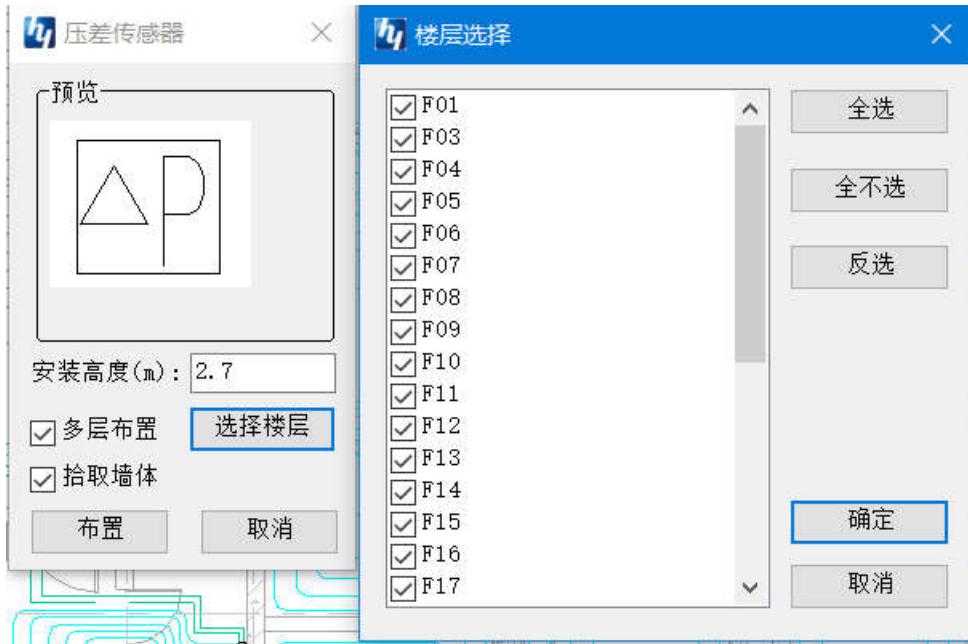 压差传感器
预览
ΔP
安装高度(m):
2.7
多层布置
选择楼层
拾取墙体
布置
取消
楼层选择
F01
F03
F04
F05
F06
F07
F08
F09
F10
F11
F12
F13
F14
F15
F16
F17
全选
全不选
反选
确定
取消